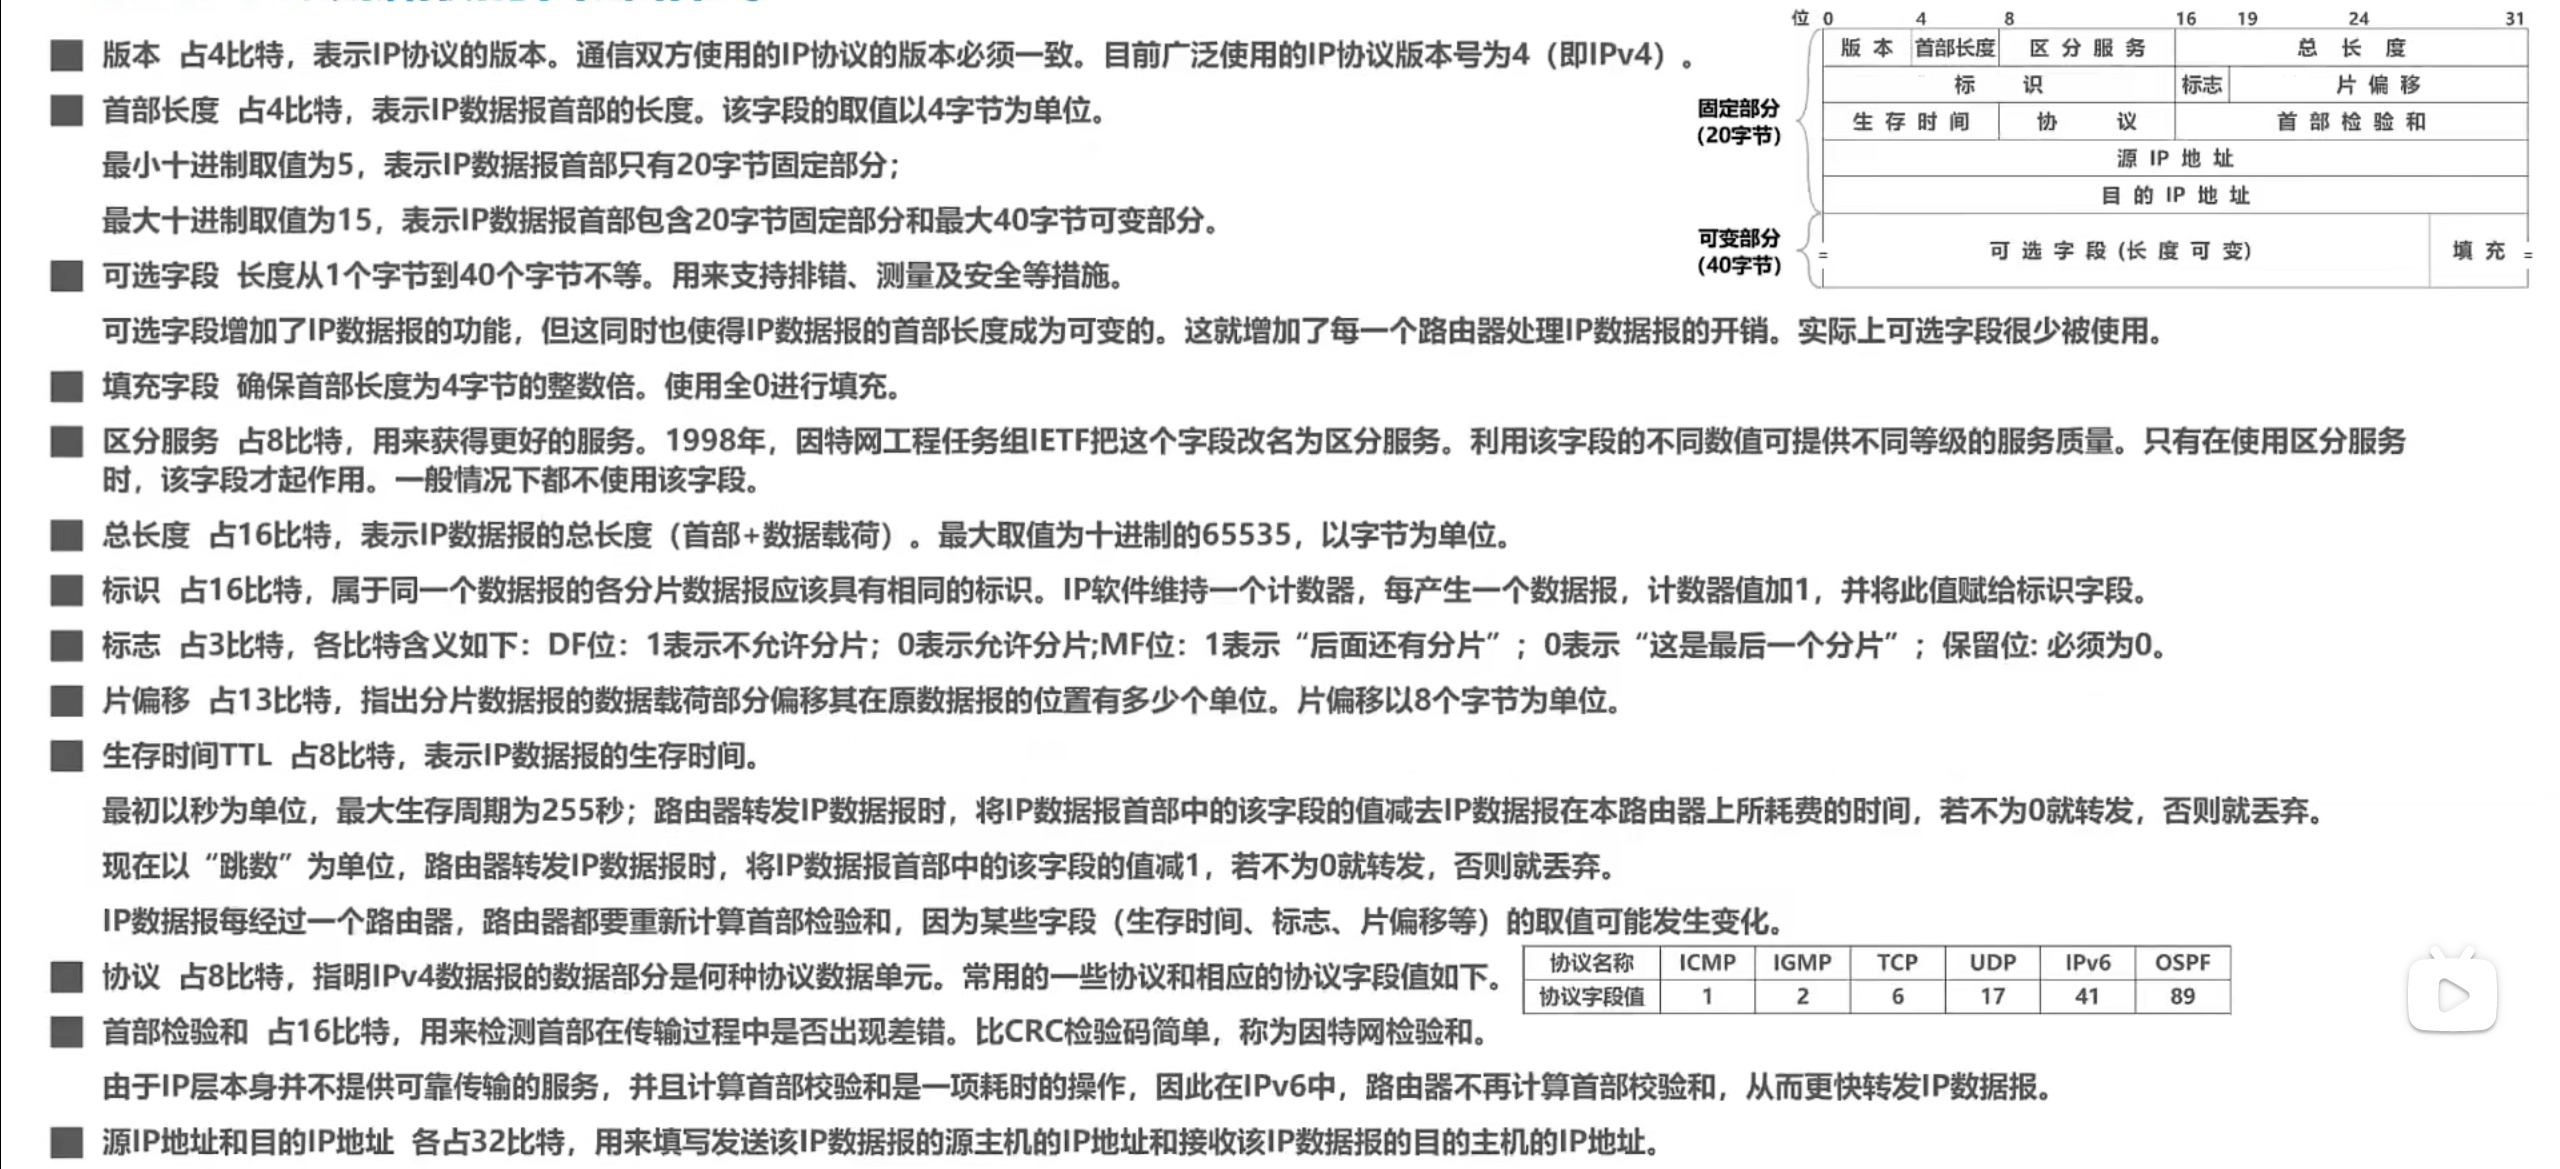 ■ 版本 占4比特，表示IP协议的版本。通信双方使用的IP协议的版本必须一致。目前广泛使用的IP协议版本号为4（即IPv4）。
■ 首部长度 占4比特，表示IP数据报首部的长度。该字段的取值以4字节为单位。
最小十进制取值为5，表示IP数据报首部只有20字节固定部分；
最大十进制取值为15，表示IP数据报首部包含20字节固定部分和最大40字节可变部分。
■ 可选字段 长度从1个字节到40个字节不等。用来支持排错、测量及安全等措施。
可选字段增加了IP数据报的功能，但这同时也使得IP数据报的首部长度成为可变的。这就增加了每一个路由器处理IP数据报的开销。实际上可选字段很少被使用。
■ 填充字段 确保首部长度为4字节的整数倍。使用全0进行填充。
■ 区分服务 占8比特，用来获得更好的服务。1998年，因特网工程任务组IETF把这个字段改名为区分服务。利用该字段的不同数值可提供不同等级的服务质量。只有在使用区分服务
时，该字段才起作用。一般情况下都不使用该字段。
■ 总长度 占16比特，表示IP数据报的总长度（首部+数据载荷）。最大取值为十进制的65535，以字节为单位。
■ 标识 占16比特，属于同一个数据报的各分片数据报应该具有相同的标识。IP软件维持一个计数器，每产生一个数据报，计数器值加1，并将此值赋给标识字段。
■ 标志 占3比特，各比特含义如下：DF位：1表示不允许分片；0表示允许分片;MF位：1表示“后面还有分片”；0表示“这是最后一个分片”；保留位: 必须为0。
■ 片偏移 占13比特，指出分片数据报的数据载荷部分偏移其在原数据报的位置有多少个单位。片偏移以8个字节为单位。
■ 生存时间TTL 占8比特，表示IP数据报的生存时间。
最初以秒为单位，最大生存周期为255秒；路由器转发IP数据报时，将IP数据报首部中的该字段的值减去IP数据报在本路由器上所耗费的时间，若不为0就转发，否则就丢弃。
现在以“跳数”为单位，路由器转发IP数据报时，将IP数据报首部中的该字段的值减1，若不为0就转发，否则就丢弃。
IP数据报每经过一个路由器，路由器都要重新计算首部检验和，因为某些字段（生存时间、标志、片偏移等）的取值可能发生变化。
■ 协议 占8比特，指明IPv4数据报的数据部分是何种协议数据单元。常用的一些协议和相应的协议字段值如下。
协议名称 ICMP IGMP TCP UDP IPv6 OSPF
协议字段值 1 2 6 17 41 89
■ 首部检验和 占16比特，用来检测首部在传输过程中是否出现差错。比CRC检验码简单，称为因特网检验和。
由于IP层本身并不提供可靠传输的服务，并且计算首部校验和是一项耗时的操作，因此在IPv6中，路由器不再计算首部校验和，从而更快转发IP数据报。
■ 源IP地址和目的IP地址 各占32比特，用来填写发送该IP数据报的源主机的IP地址和接收该IP数据报的目的主机的IP地址。
位 0 4 8 16 19 24 31
版 本 首部长度 区 分 服 务 总 长 度
标 识 标志 片 偏 移
固定部分
(20字节)
生 存 时 间 协 议 首 部 检 验 和
源 IP 地 址
目 的 IP 地 址
可变部分
(40字节)
可 选 字 段 (长 度 可 变) 填 充